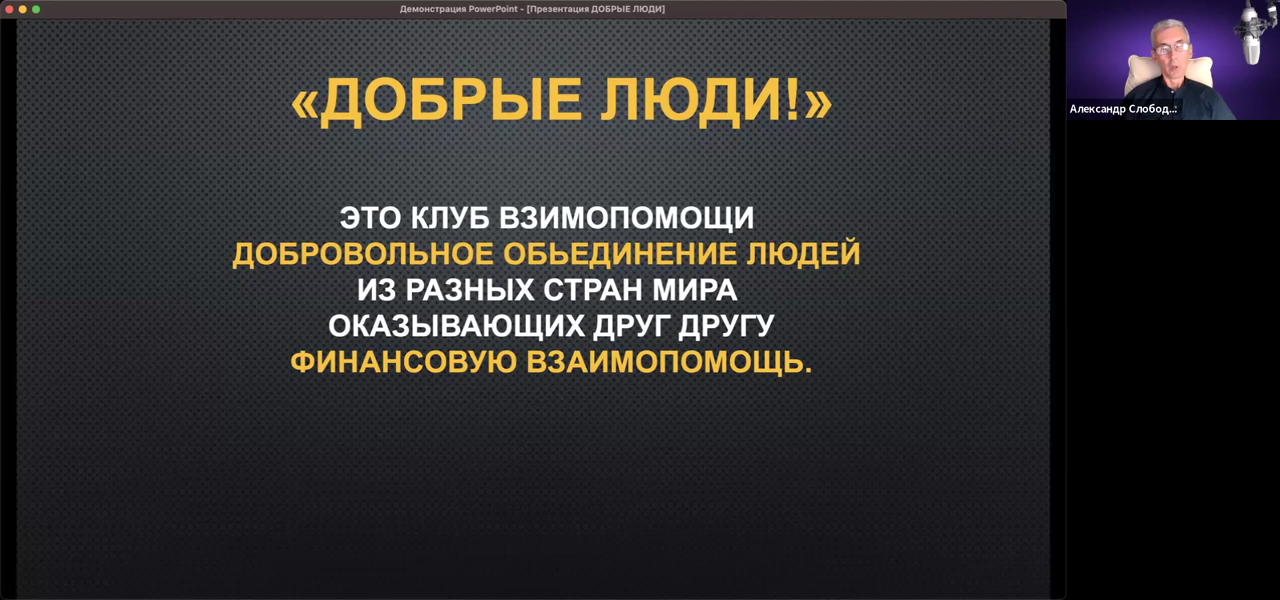 Демонстрация PowerPoint - [Презентация ДОБРЫЕ ЛЮДИ]
«ДОБРЫЕ ЛЮДИ!»
ЭТО КЛУБ ВЗИМОПОМОЩИ
ДОБРОВОЛЬНОЕ ОБЬЕДИНЕНИЕ ЛЮДЕЙ
ИЗ РАЗНЫХ СТРАН МИРА
ОКАЗЫВАЮЩИХ ДРУГ ДРУГУ
ФИНАНСОВУЮ ВЗАИМОПОМОЩЬ.
Александр Слобод...: